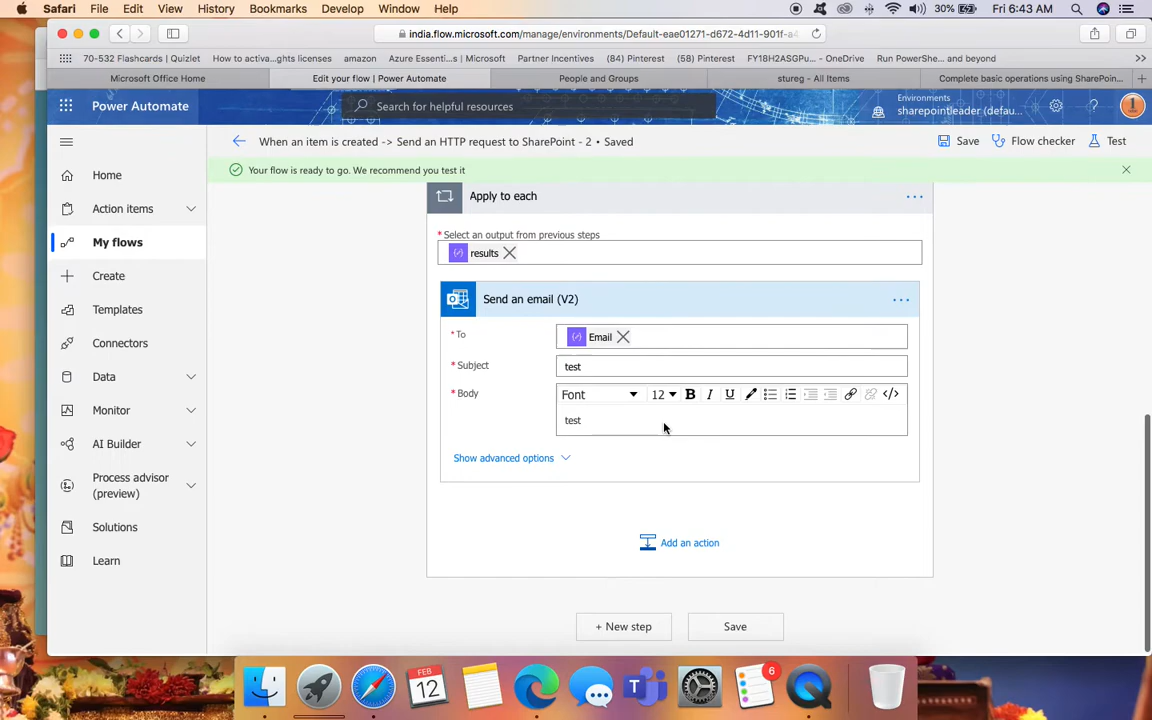 Safari File Edit View History Bookmarks Develop Window Help 30% Fri 6:43 AM
india.flow.microsoft.com/manage/environments/Default-eae01271-d672-4d11-901f-a4
70-532 Flashcards | Quizlet How to activa...ghts licenses amazon Azure Essenti...s | Microsoft Partner Incentives (84) Pinterest (58) Pinterest FY18H2ASGPu... - OneDrive Run PowerShe... and beyond
Microsoft Office Home Edit your flow | Power Automate People and Groups stureg - All Items Complete basic operations using SharePoin...
Power Automate
Search for helpful resources
Environments
sharepointleader (defau...
When an item is created -> Send an HTTP request to SharePoint - 2 • Saved
Save Flow checker Test
Your flow is ready to go. We recommend you test it
Home
Action items
My flows
Create
Templates
Connectors
Data
Monitor
AI Builder
Process advisor
(preview)
Solutions
Learn
Apply to each
* Select an output from previous steps
results
Send an email (V2)
* To
Email
* Subject
test
* Body
Font 12 B I U </>
test
Show advanced options
Add an action
+ New step
Save
FEB
12
6